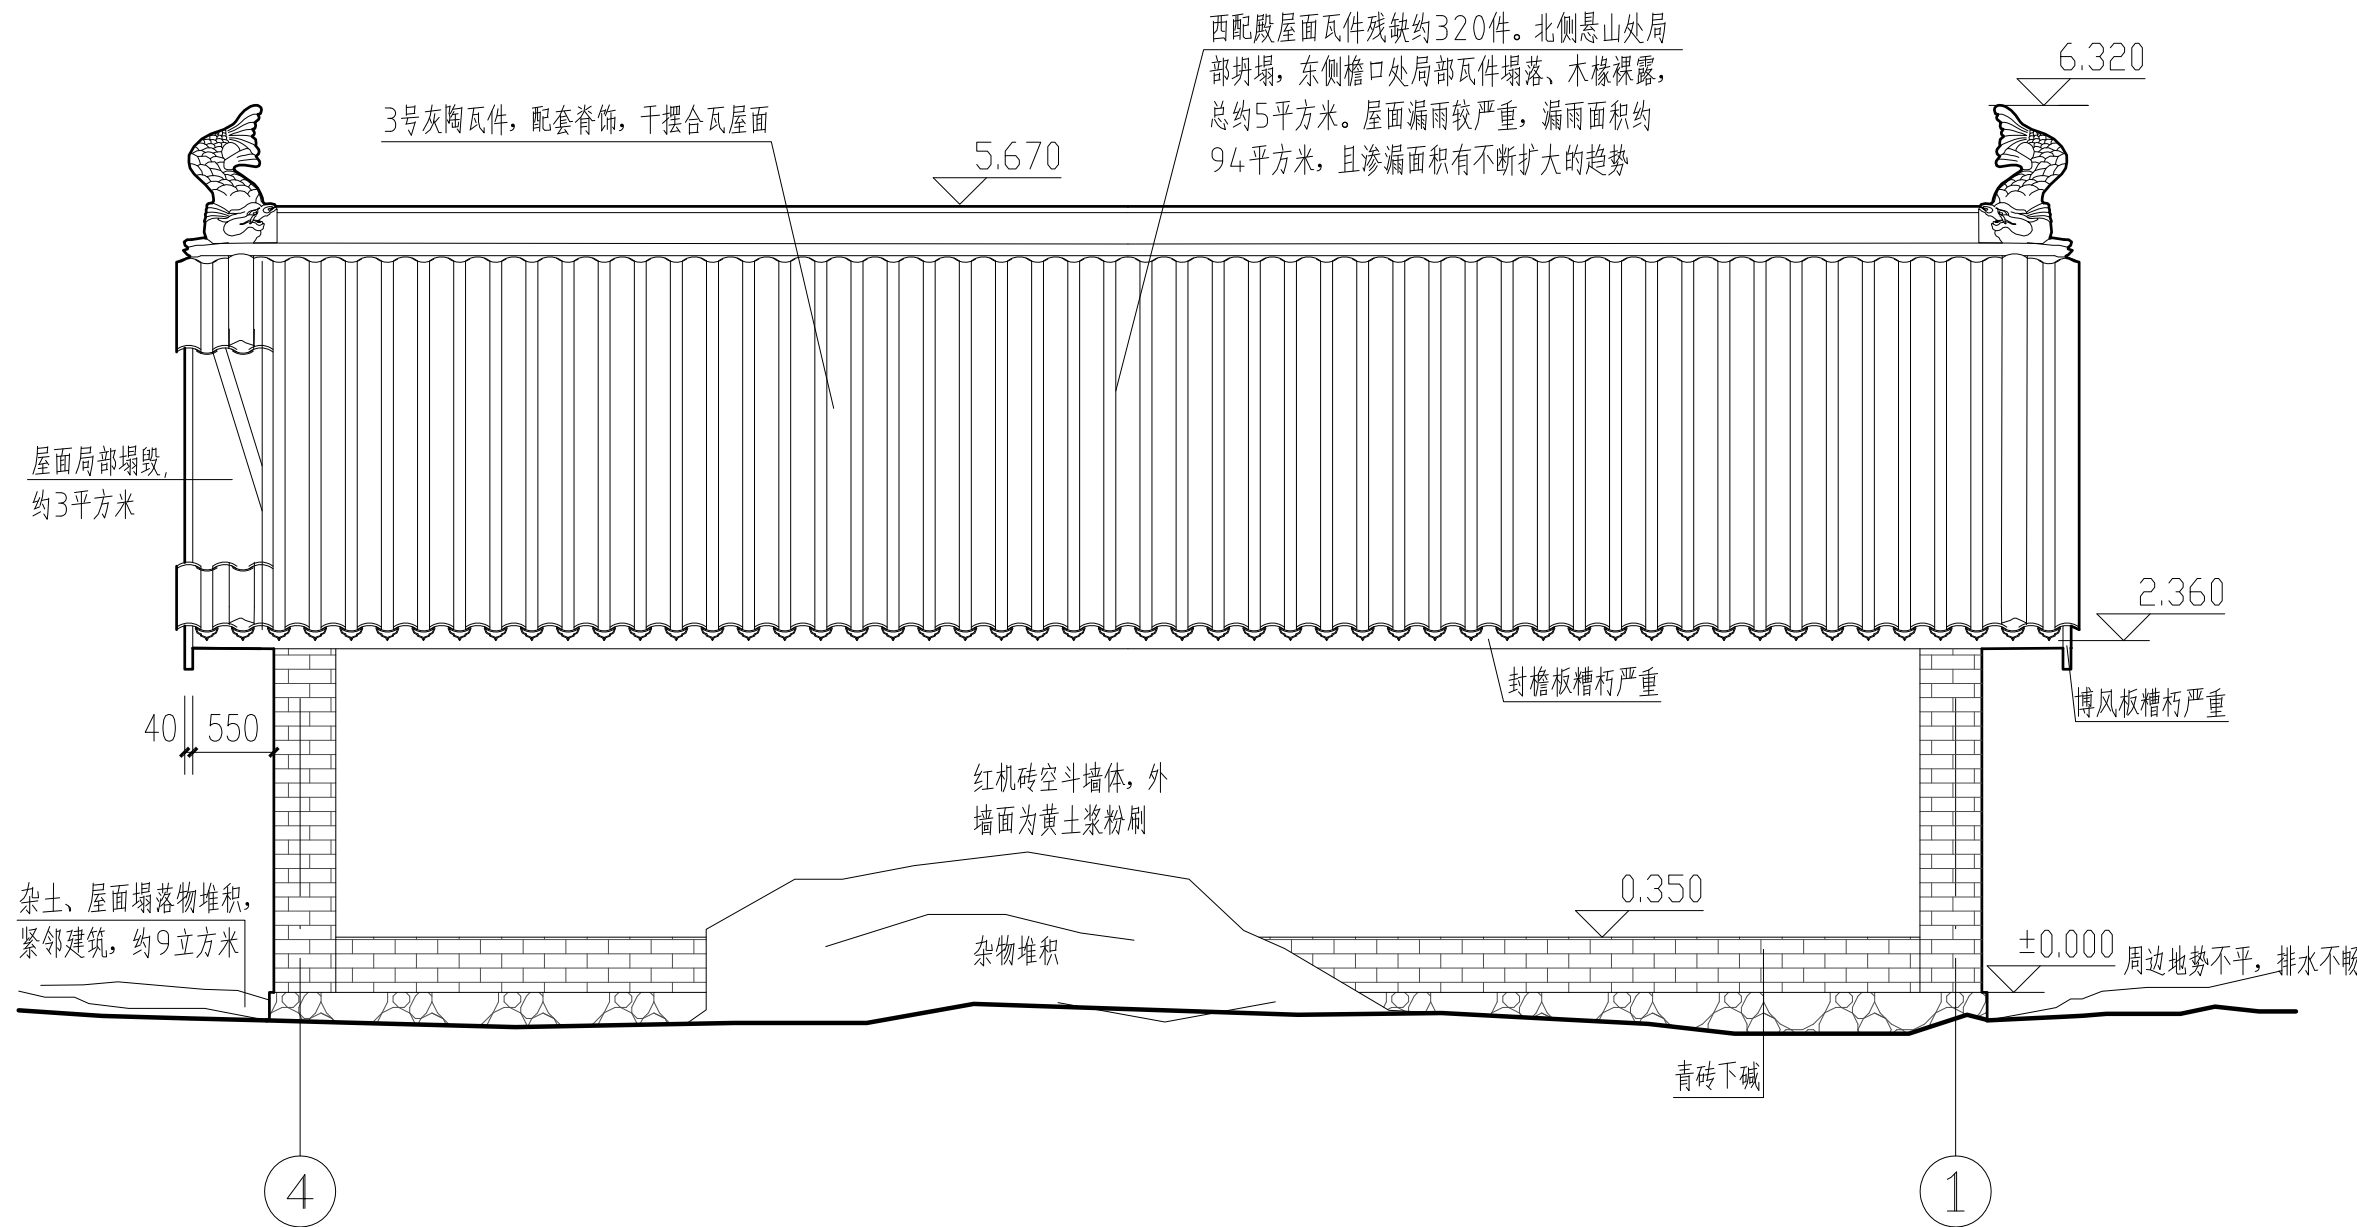 西配殿屋面瓦件残缺约320件。北侧悬山处局
部坍塌，东侧檐口处局部瓦件塌落、木椽裸露，
总约5平方米。屋面漏雨较严重，漏雨面积约
94平方米，且渗漏面积有不断扩大的趋势
6.320
3号灰陶瓦件，配套脊饰，干摆合瓦屋面
5.670
屋面局部塌毁，
约3平方米
2.360
封檐板糟朽严重
博风板糟朽严重
40
550
红机砖空斗墙体，外
墙面为黄土浆粉刷
杂土、屋面塌落物堆积，
紧邻建筑，约9立方米
0.350
杂物堆积
±0.000
周边地势不平，排水不畅
青砖下碱
4
1